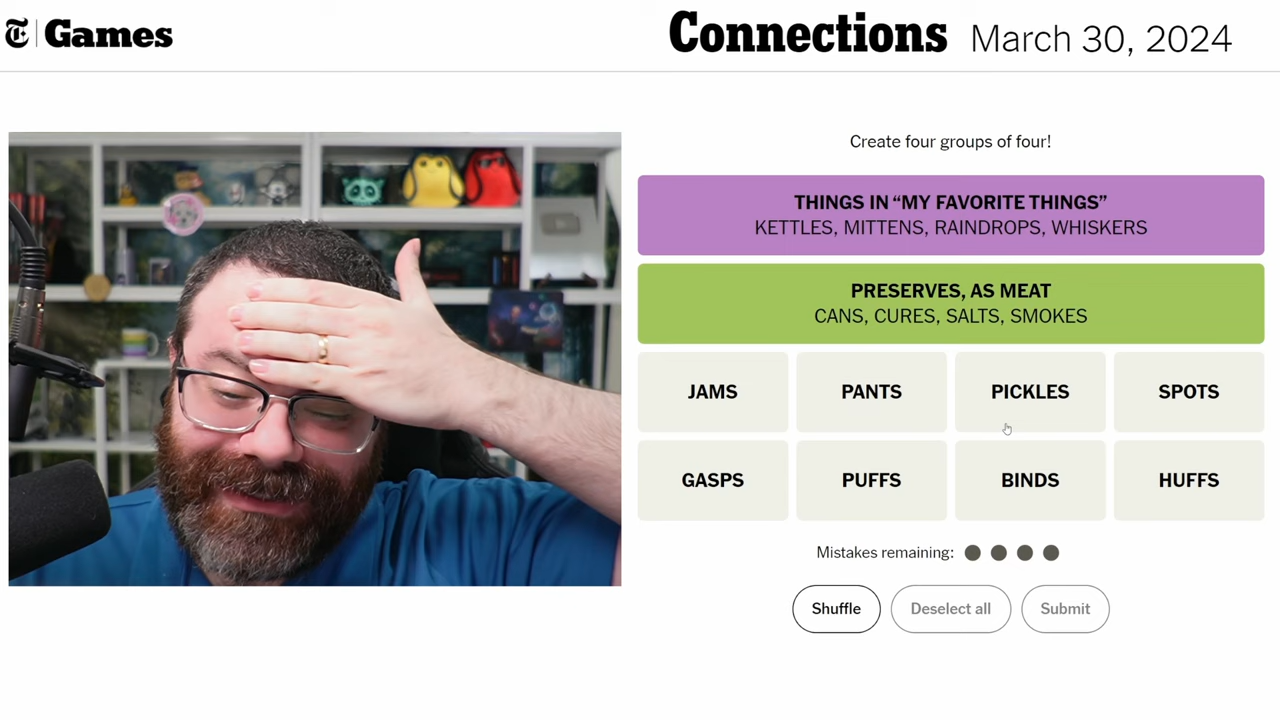 T Games
Connections March 30, 2024
Create four groups of four!
THINGS IN “MY FAVORITE THINGS”
KETTLES, MITTENS, RAINDROPS, WHISKERS
PRESERVES, AS MEAT
CANS, CURES, SALTS, SMOKES
JAMS PANTS PICKLES SPOTS
GASPS PUFFS BINDS HUFFS
Mistakes remaining:
Shuffle Deselect all Submit